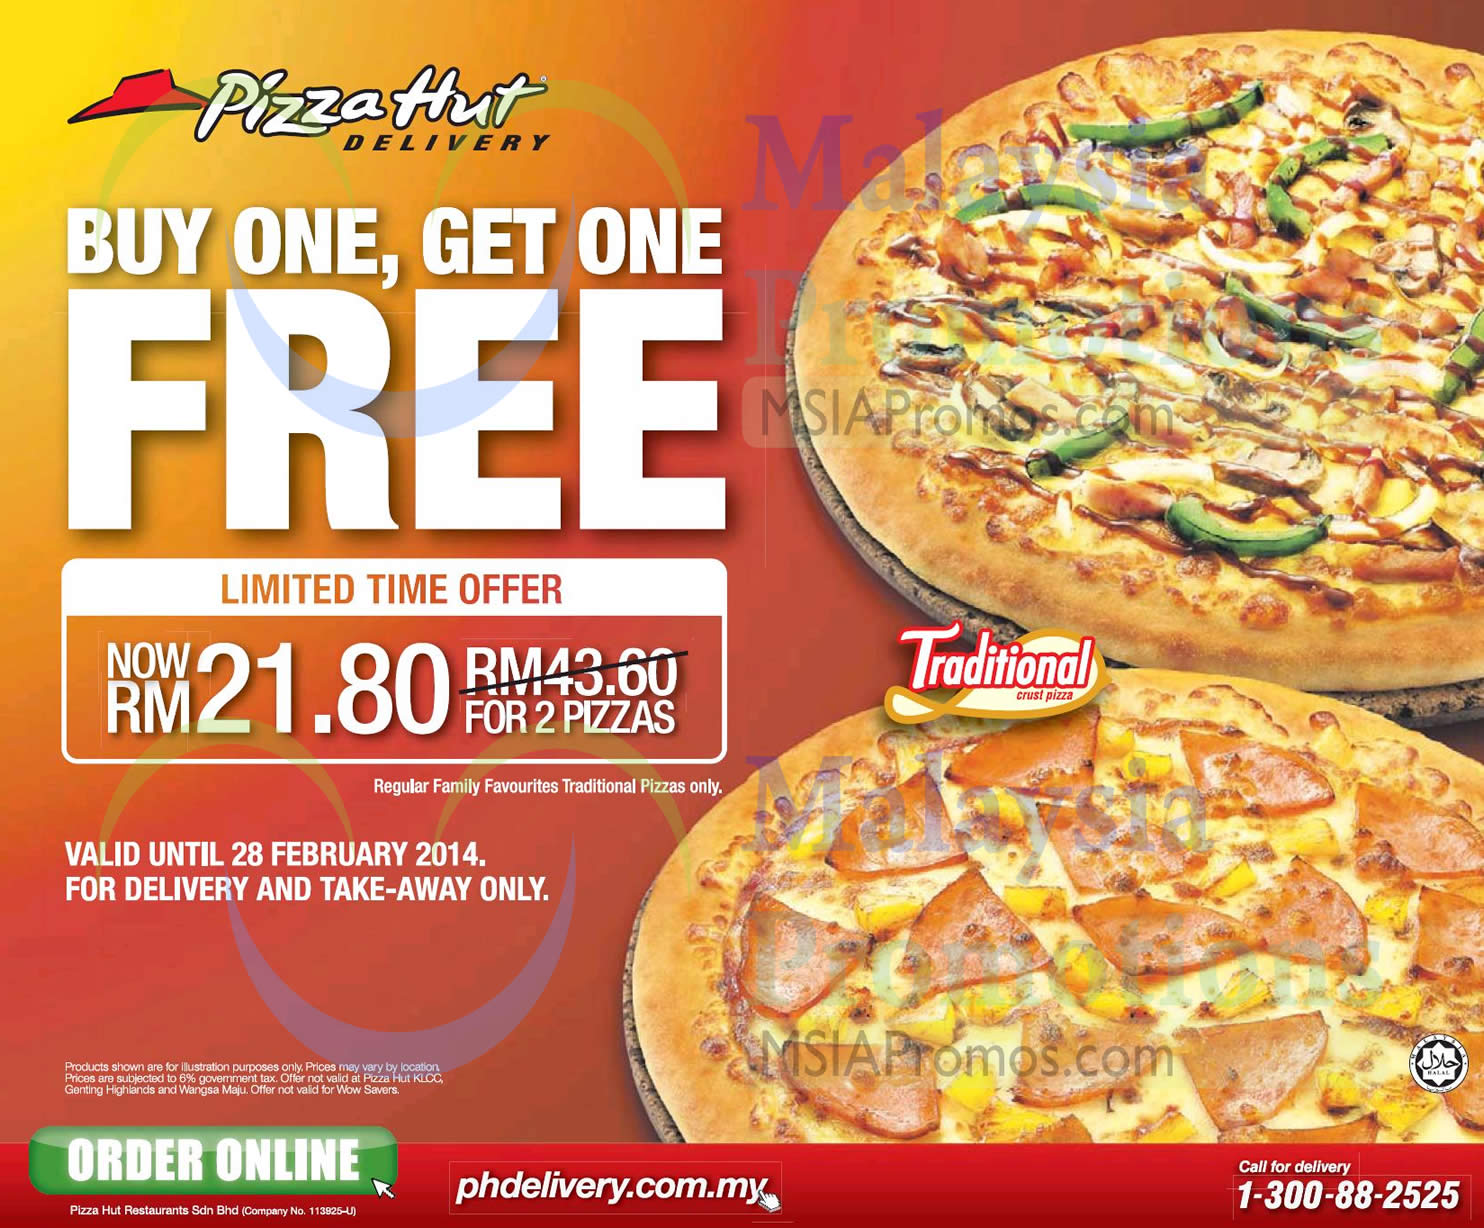 Pizza Hut®
DELIVERY
BUY ONE, GET ONE
FREE
LIMITED TIME OFFER
NOW RM21.80 RM43.60 FOR 2 PIZZAS
Regular Family Favourites Traditional Pizzas only.
VALID UNTIL 28 FEBRUARY 2014.
FOR DELIVERY AND TAKE-AWAY ONLY.
Traditional
crust pizza
Malaysia
Promotions
MSIAPromos.com
Malaysia
Promotions
MSIAPromos.com
Products shown are for illustration purposes only. Prices may vary by location.
Prices are subjected to 6% government tax. Offer not valid at Pizza Hut KLCC,
Genting Highlands and Wangsa Maju. Offer not valid for Wow Savers.
حلال
HALAL
ORDER ONLINE
Pizza Hut Restaurants Sdn Bhd (Company No. 113925-U)
phdelivery.com.my
Call for delivery
1-300-88-2525